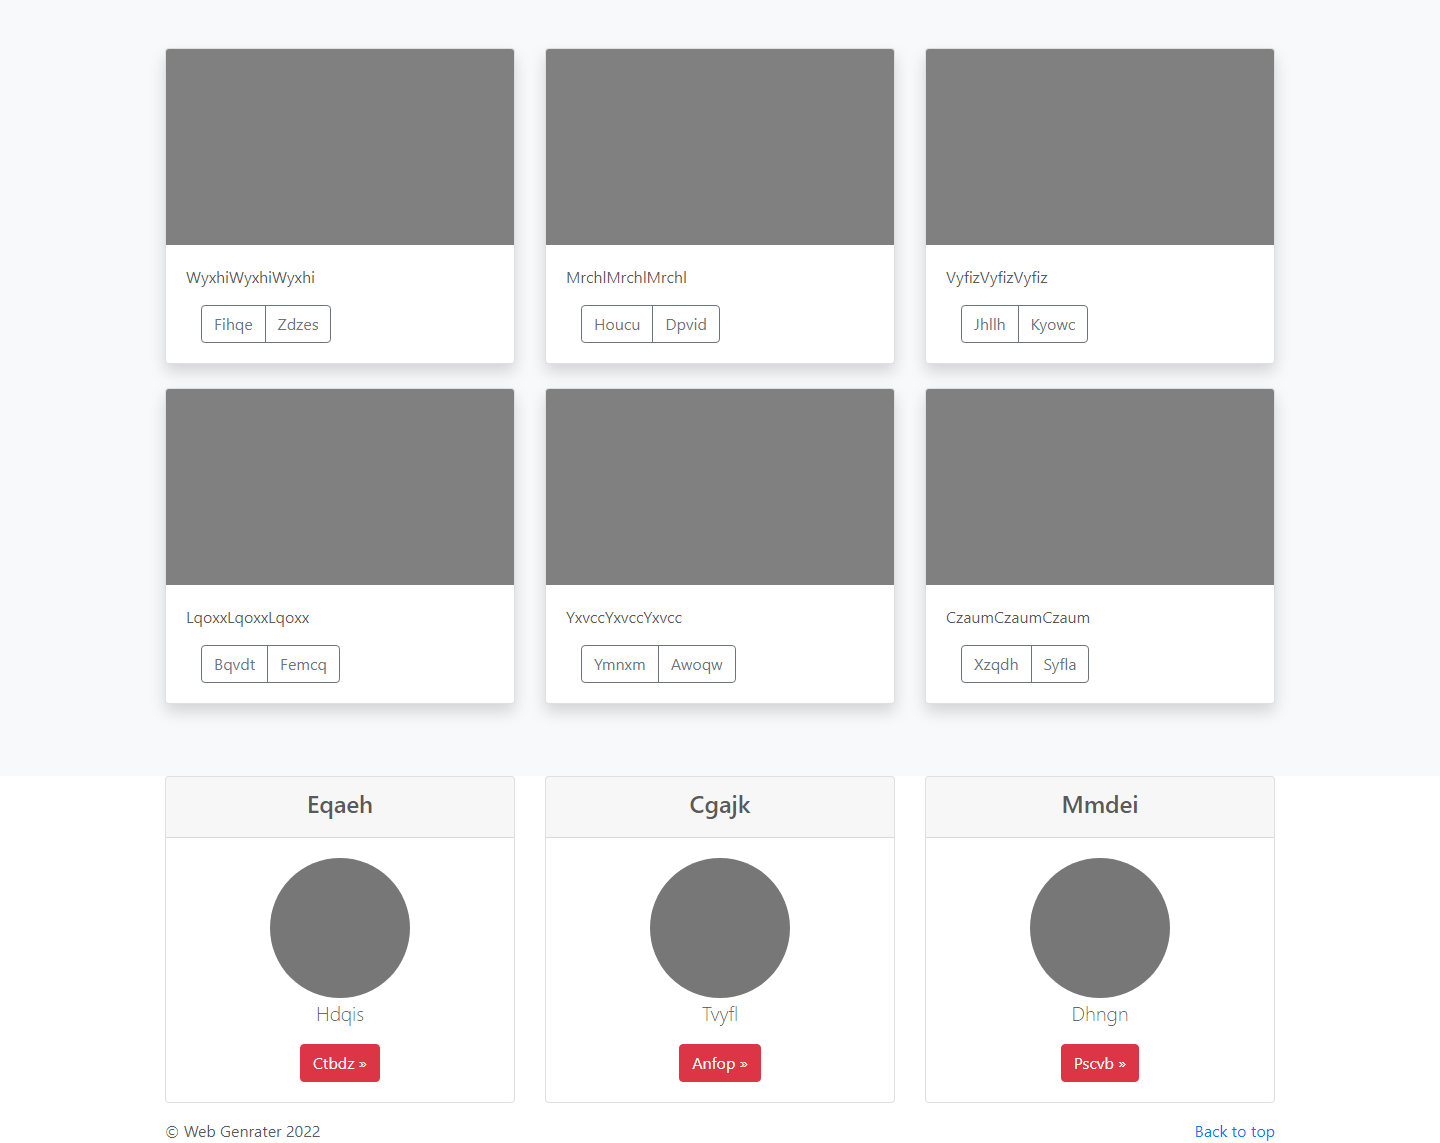 WyxhiWyxhiWyxhi
MrchlMrchlMrchl
VyfizVyfizVyfiz
Fihqe Zdzes
Houcu Dpvid
Jhllh Kyowc
LqoxxLqoxxLqoxx
YxvccYxvccYxvcc
CzaumCzaumCzaum
Bqvdt Femcq
Ymnxm Awoqw
Xzqdh Syfla
Eqaeh
Cgajk
Mmdei
Hdqis
Tvyfl
Dhngn
Ctbdz »
Anfop »
Pscvb »
© Web Genrater 2022
Back to top